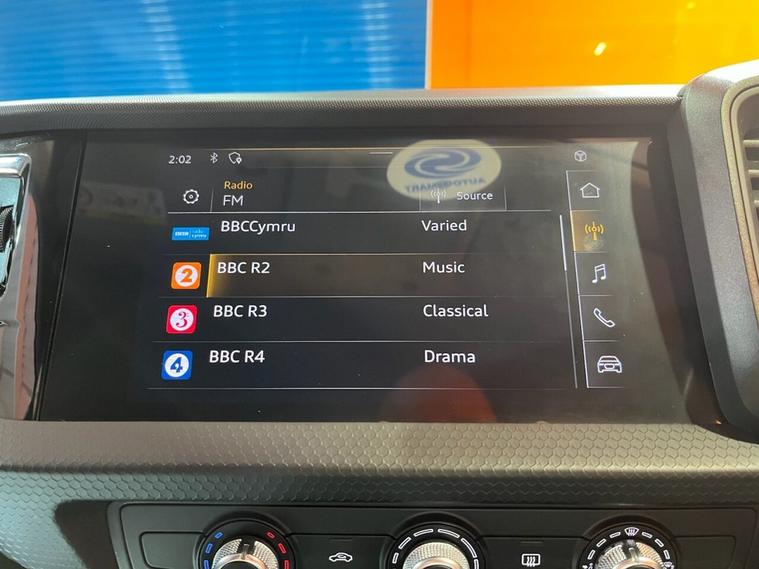 2:02
Radio
FM
Source
BBCCymru Varied
2 BBC R2 Music
3 BBC R3 Classical
4 BBC R4 Drama
AUTODSMART